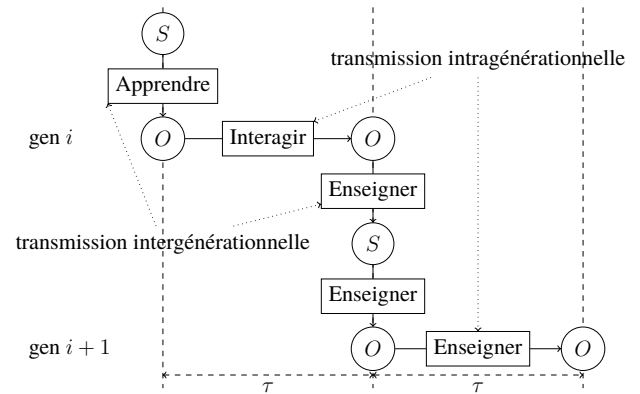 S
transmission intragénérationnelle
Apprendre
gen i
O
Interagir
O
Enseigner
transmission intergénérationnelle
S
Enseigner
gen i + 1
O
Enseigner
O
τ
τ